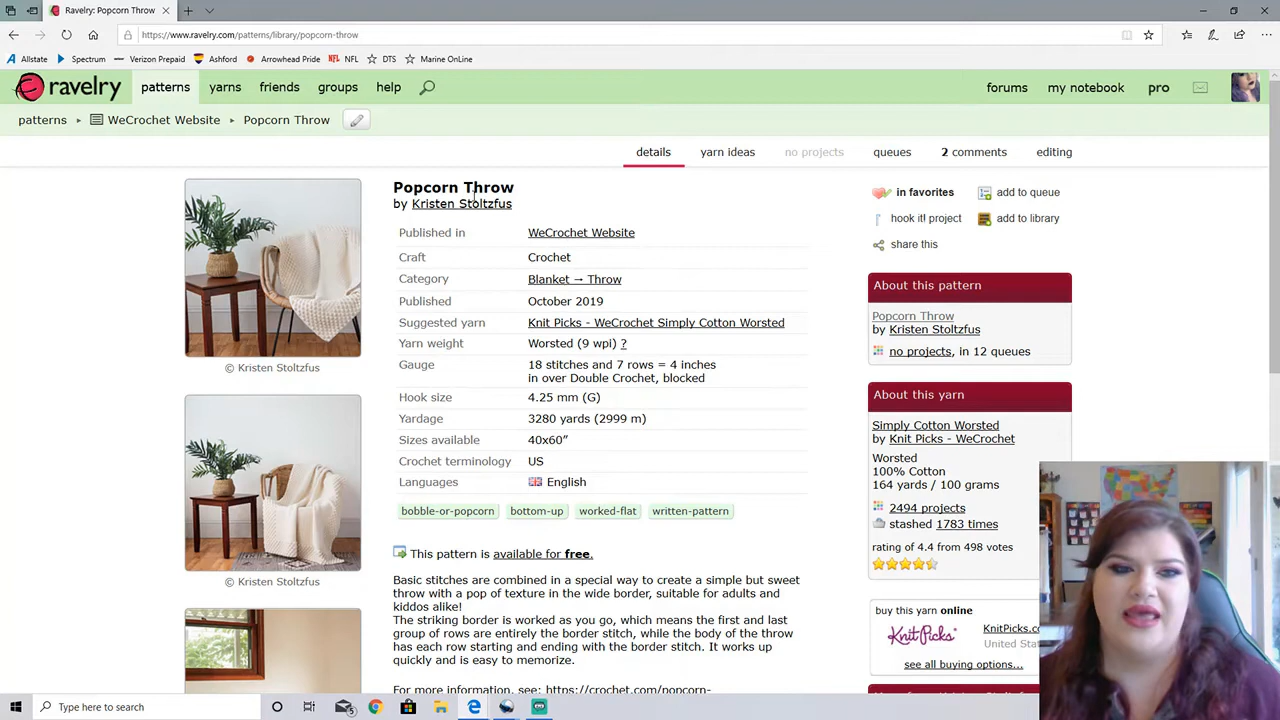 Ravelry: Popcorn Throw
https://www.ravelry.com/patterns/library/popcorn-throw
Allstate Spectrum Verizon Prepaid Ashford Arrowhead Pride NFL DTS Marine OnLine
ravelry patterns yarns friends groups help forums my notebook pro
patterns WeCrochet Website Popcorn Throw
details yarn ideas no projects queues 2 comments editing
Popcorn Throw
by Kristen Stoltzfus
Published in WeCrochet Website
Craft Crochet
Category Blanket → Throw
Published October 2019
Suggested yarn Knit Picks - WeCrochet Simply Cotton Worsted
Yarn weight Worsted (9 wpi) ?
Gauge 18 stitches and 7 rows = 4 inches
in over Double Crochet, blocked
Hook size 4.25 mm (G)
Yardage 3280 yards (2999 m)
Sizes available 40x60”
Crochet terminology US
Languages English
bobble-or-popcorn bottom-up worked-flat written-pattern
This pattern is available for free.
Basic stitches are combined in a special way to create a simple but sweet
throw with a pop of texture in the wide border, suitable for adults and
kiddos alike!
The striking border is worked as you go, which means the first and last
group of rows are entirely the border stitch, while the body of the throw
has each row starting and ending with the border stitch. It works up
quickly and is easy to memorize.
For more information, see: https://crochet.com/popcorn-
© Kristen Stoltzfus
© Kristen Stoltzfus
in favorites add to queue
hook it! project add to library
share this
About this pattern
Popcorn Throw
by Kristen Stoltzfus
no projects, in 12 queues
About this yarn
Simply Cotton Worsted
by Knit Picks - WeCrochet
Worsted
100% Cotton
164 yards / 100 grams
2494 projects
stashed 1783 times
rating of 4.4 from 498 votes
buy this yarn online
KnitPicks KnitPicks.co
United Sta
see all buying options...
Type here to search
5